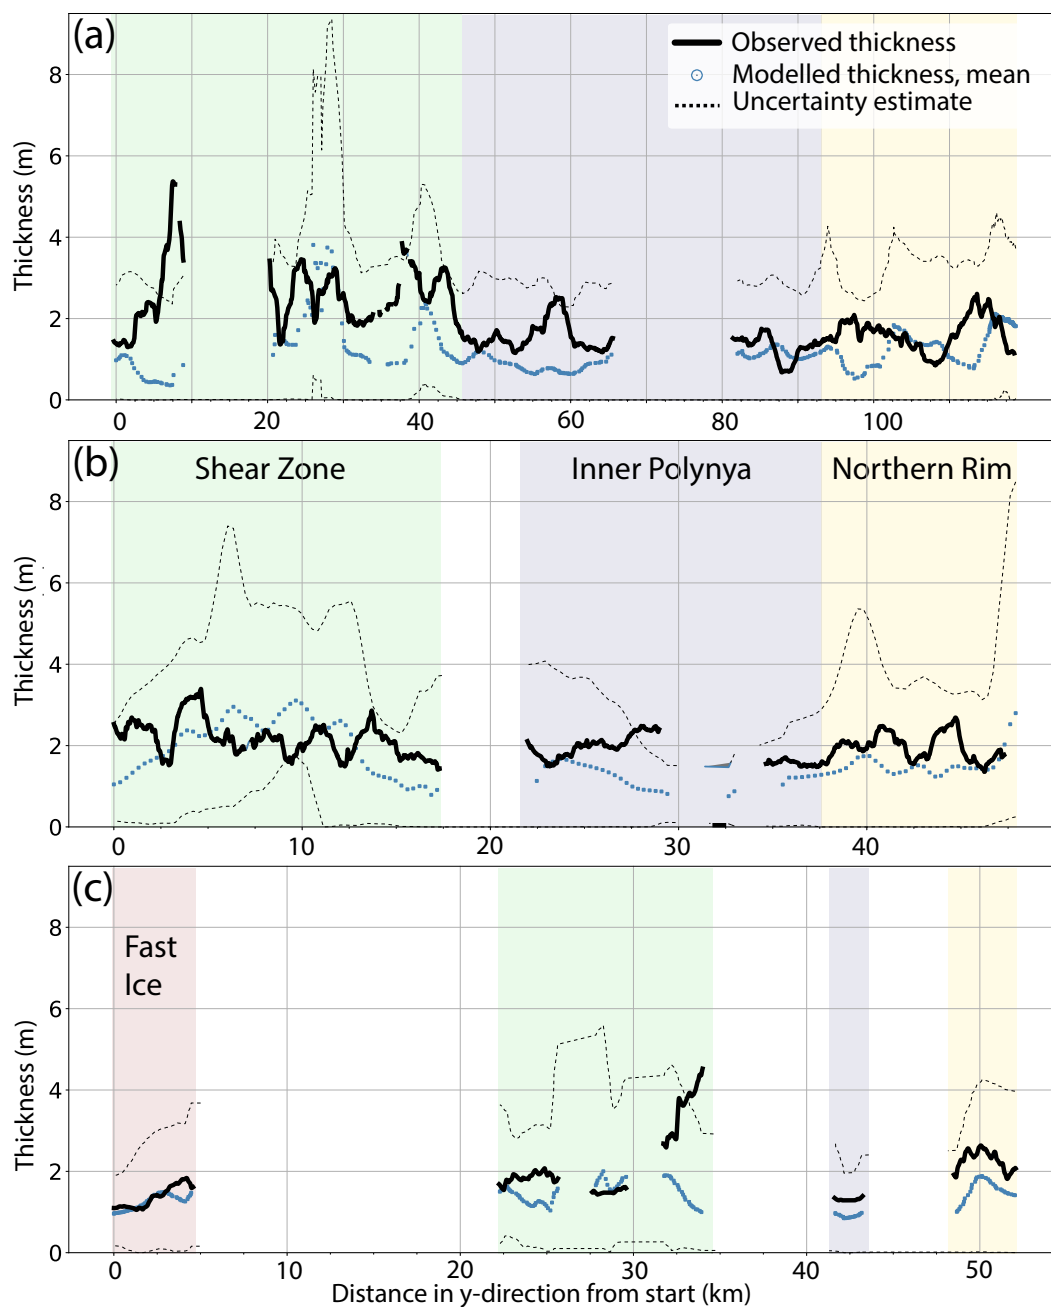 (a)
Observed thickness
Modelled thickness, mean
Uncertainty estimate
Thickness (m)
8
6
4
2
0
0 20 40 60 80 100
(b)
Shear Zone Inner Polynya Northern Rim
Thickness (m)
8
6
4
2
0
0 10 20 30 40
(c)
Fast
Ice
Thickness (m)
8
6
4
2
0
0 10 20 30 40 50
Distance in y-direction from start (km)